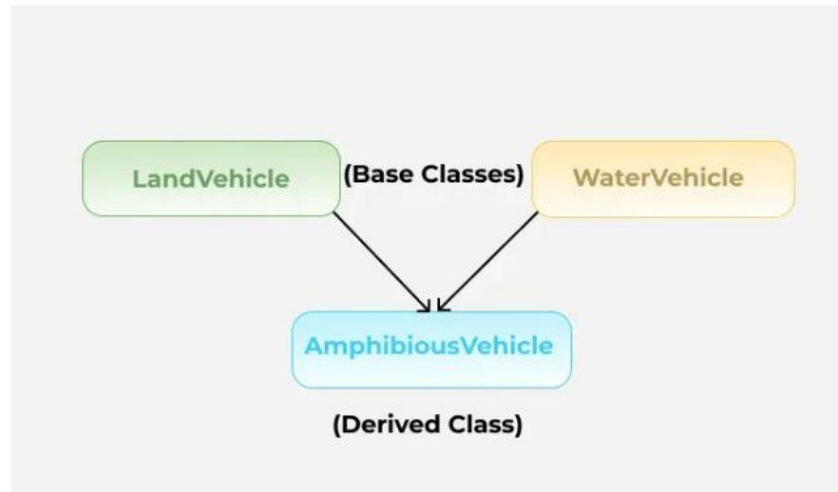 LandVehicle
(Base Classes)
WaterVehicle
AmphibiousVehicle
(Derived Class)